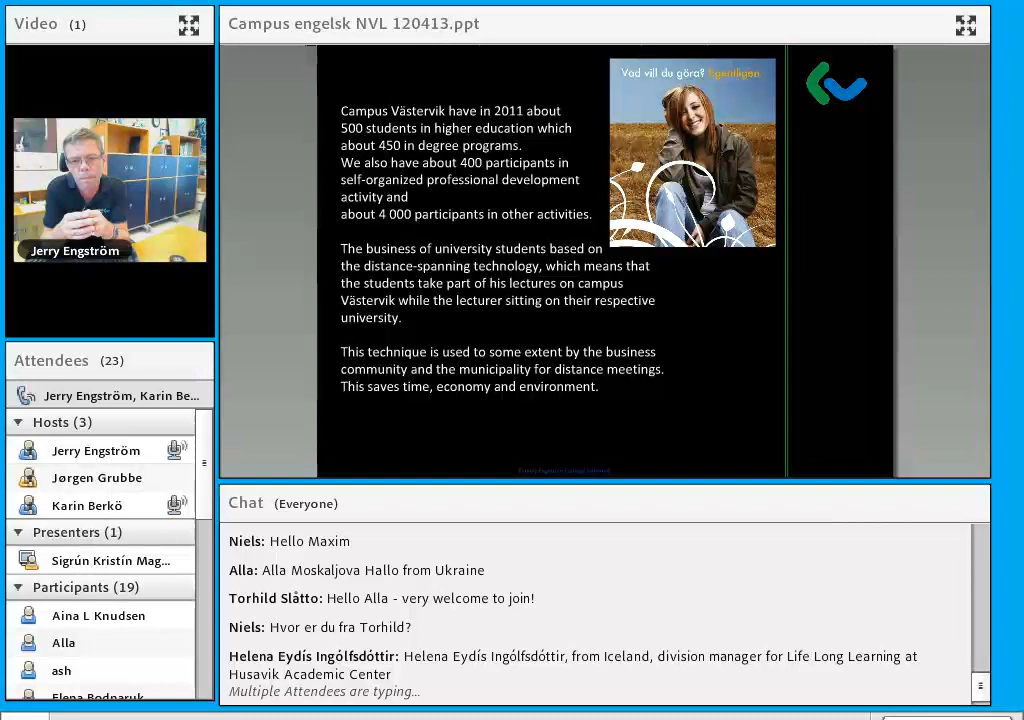 Video (1)
Jerry Engström
Attendees (23)
Jerry Engström, Karin Be...
Hosts (3)
Jerry Engström
Jørgen Grubbe
Karin Berkö
Presenters (1)
Sigrún Kristín Mag...
Participants (19)
Aina L Knudsen
Alla
ash
Elena Bodnaruk
Campus engelsk NVL 120413.ppt
Campus Västervik have in 2011 about
500 students in higher education which
about 450 in degree programs.
We also have about 400 participants in
self-organized professional development
activity and
about 4 000 participants in other activities.
The business of university students based on
the distance-spanning technology, which means that
the students take part of his lectures on campus
Västervik while the lecturer sitting on their respective
university.
This technique is used to some extent by the business
community and the municipality for distance meetings.
This saves time, economy and environment.
Vad vill du göra? Egentligen
Chat (Everyone)
Niels: Hello Maxim
Alla: Alla Moskaljova Hallo from Ukraine
Torhild Slåtto: Hello Alla - very welcome to join!
Niels: Hvor er du fra Torhild?
Helena Eydís Ingólfsdóttir: Helena Eydís Ingólfsdóttir, from Iceland, division manager for Life Long Learning at
Husavik Academic Center
Multiple Attendees are typing...